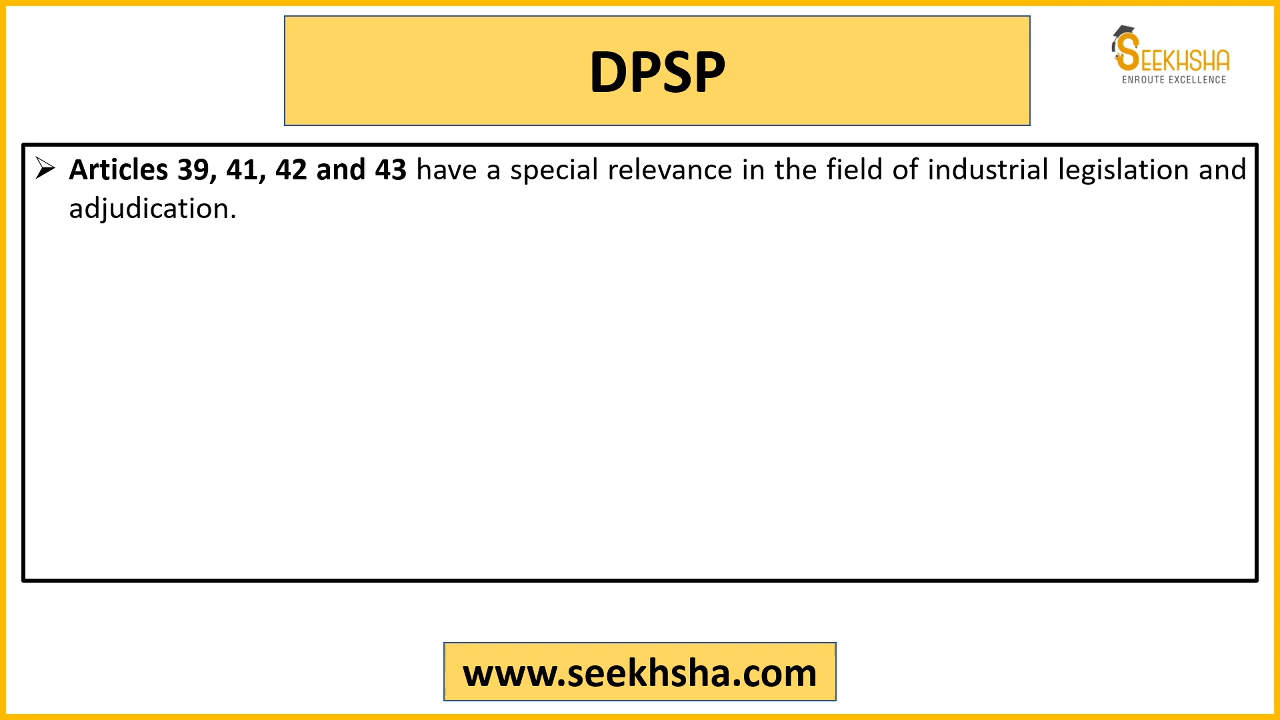 DPSP
SEEKHSHA
ENROUTE EXCELLENCE
➢ Articles 39, 41, 42 and 43 have a special relevance in the field of industrial legislation and
adjudication.
www.seekhsha.com